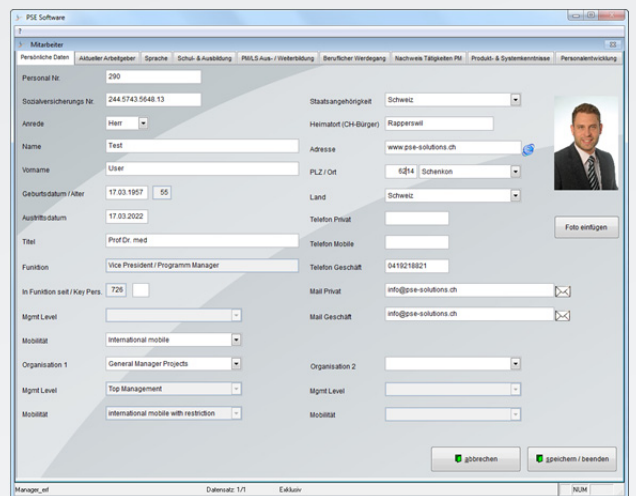 PSE Software
?
Mitarbeiter
Persönliche Daten Aktueller Arbeitgeber Sprache Schul- & Ausbildung PM/LS Aus- / Weiterbildung Beruflicher Werdegang Nachweis Tätigkeiten PM Produkt- & Systemkenntnisse Personalentwicklung
Personal Nr. 290
Sozialversicherungs Nr. 244.5743.5648.13 Staatsangehörigkeit Schweiz
Anrede Herr Heimatort (CH-Bürger) Rapperswil
Name Test Adresse www.pse-solutions.ch
Vorname User PLZ / Ort 6214 Schenkon
Geburtsdatum / Alter 17.03.1957 55 Land Schweiz
Austrittsdatum 17.03.2022 Telefon Privat Foto einfügen
Titel Prof.Dr. med Telefon Mobile
Funktion Vice President / Programm Manager Telefon Geschäft 0419218821
In Funktion seit / Key Pers. 726 Mail Privat info@pse-solutions.ch
Mgmt Level Mail Geschäft info@pse-solutions.ch
Mobilität International mobile
Organisation 1 General Manager Projects Organisation 2
Mgmt Level Top Management Mgmt Level
Mobilität international mobile with restriction Mobilität
abbrechen speichern / beenden
Manager_erf Datensatz: 1/1 Exklusiv NUM